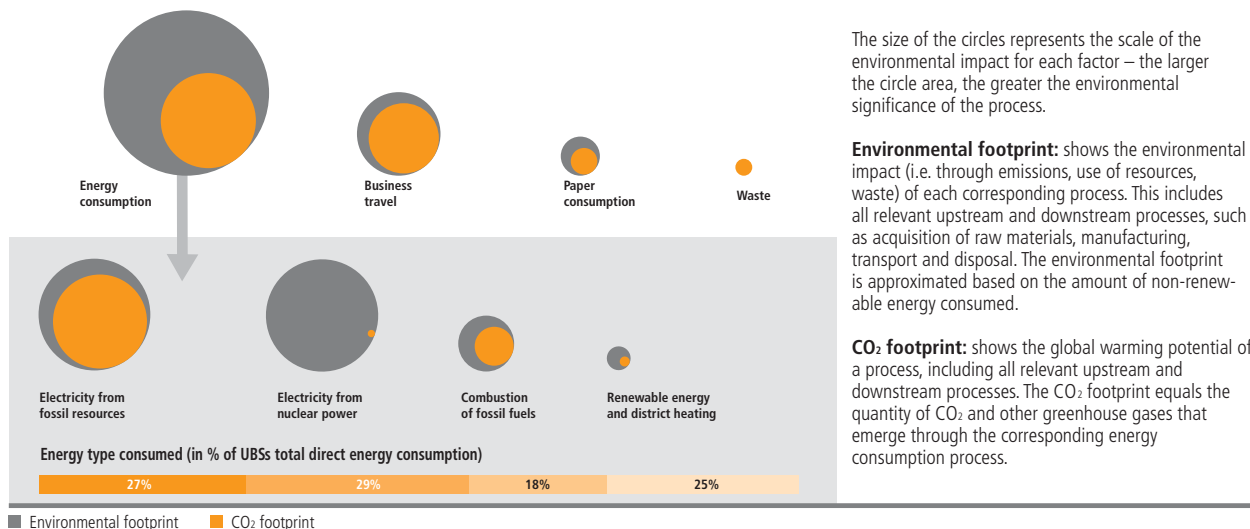 Energy
consumption
Business
travel
Paper
consumption
Waste
Electricity from
fossil resources
Electricity from
nuclear power
Combustion
of fossil fuels
Renewable energy
and district heating
Energy type consumed (in % of UBSs total direct energy consumption)
27% 29% 18% 25%
Environmental footprint CO₂ footprint
The size of the circles represents the scale of the
environmental impact for each factor – the larger
the circle area, the greater the environmental
significance of the process.
Environmental footprint: shows the environmental
impact (i.e. through emissions, use of resources,
waste) of each corresponding process. This includes
all relevant upstream and downstream processes, such
as acquisition of raw materials, manufacturing,
transport and disposal. The environmental footprint
is approximated based on the amount of non-renew-
able energy consumed.
CO₂ footprint: shows the global warming potential of
a process, including all relevant upstream and
downstream processes. The CO₂ footprint equals the
quantity of CO₂ and other greenhouse gases that
emerge through the corresponding energy
consumption process.